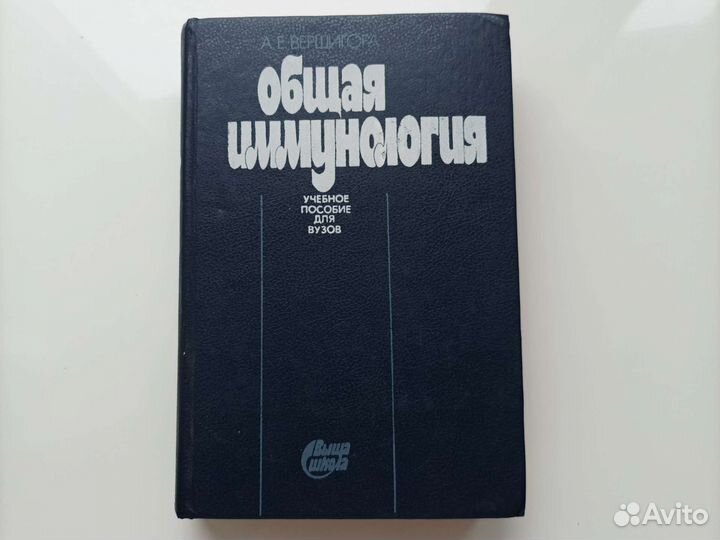 А. Е. ВЕРШИГОРА
Общая
иммунология
УЧЕБНОЕ
ПОСОБИЕ
ДЛЯ
ВУЗОВ
Выща
школа
Avito